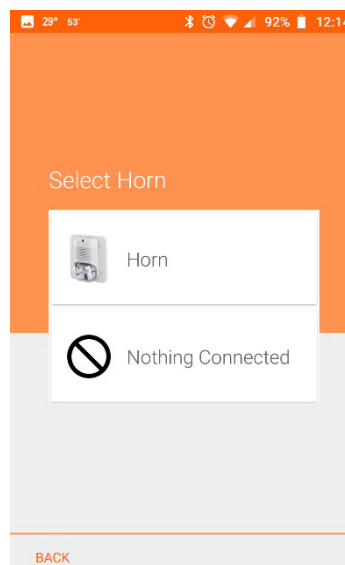 29° 53° 92% 12:14
Select Horn
Horn
Nothing Connected
BACK